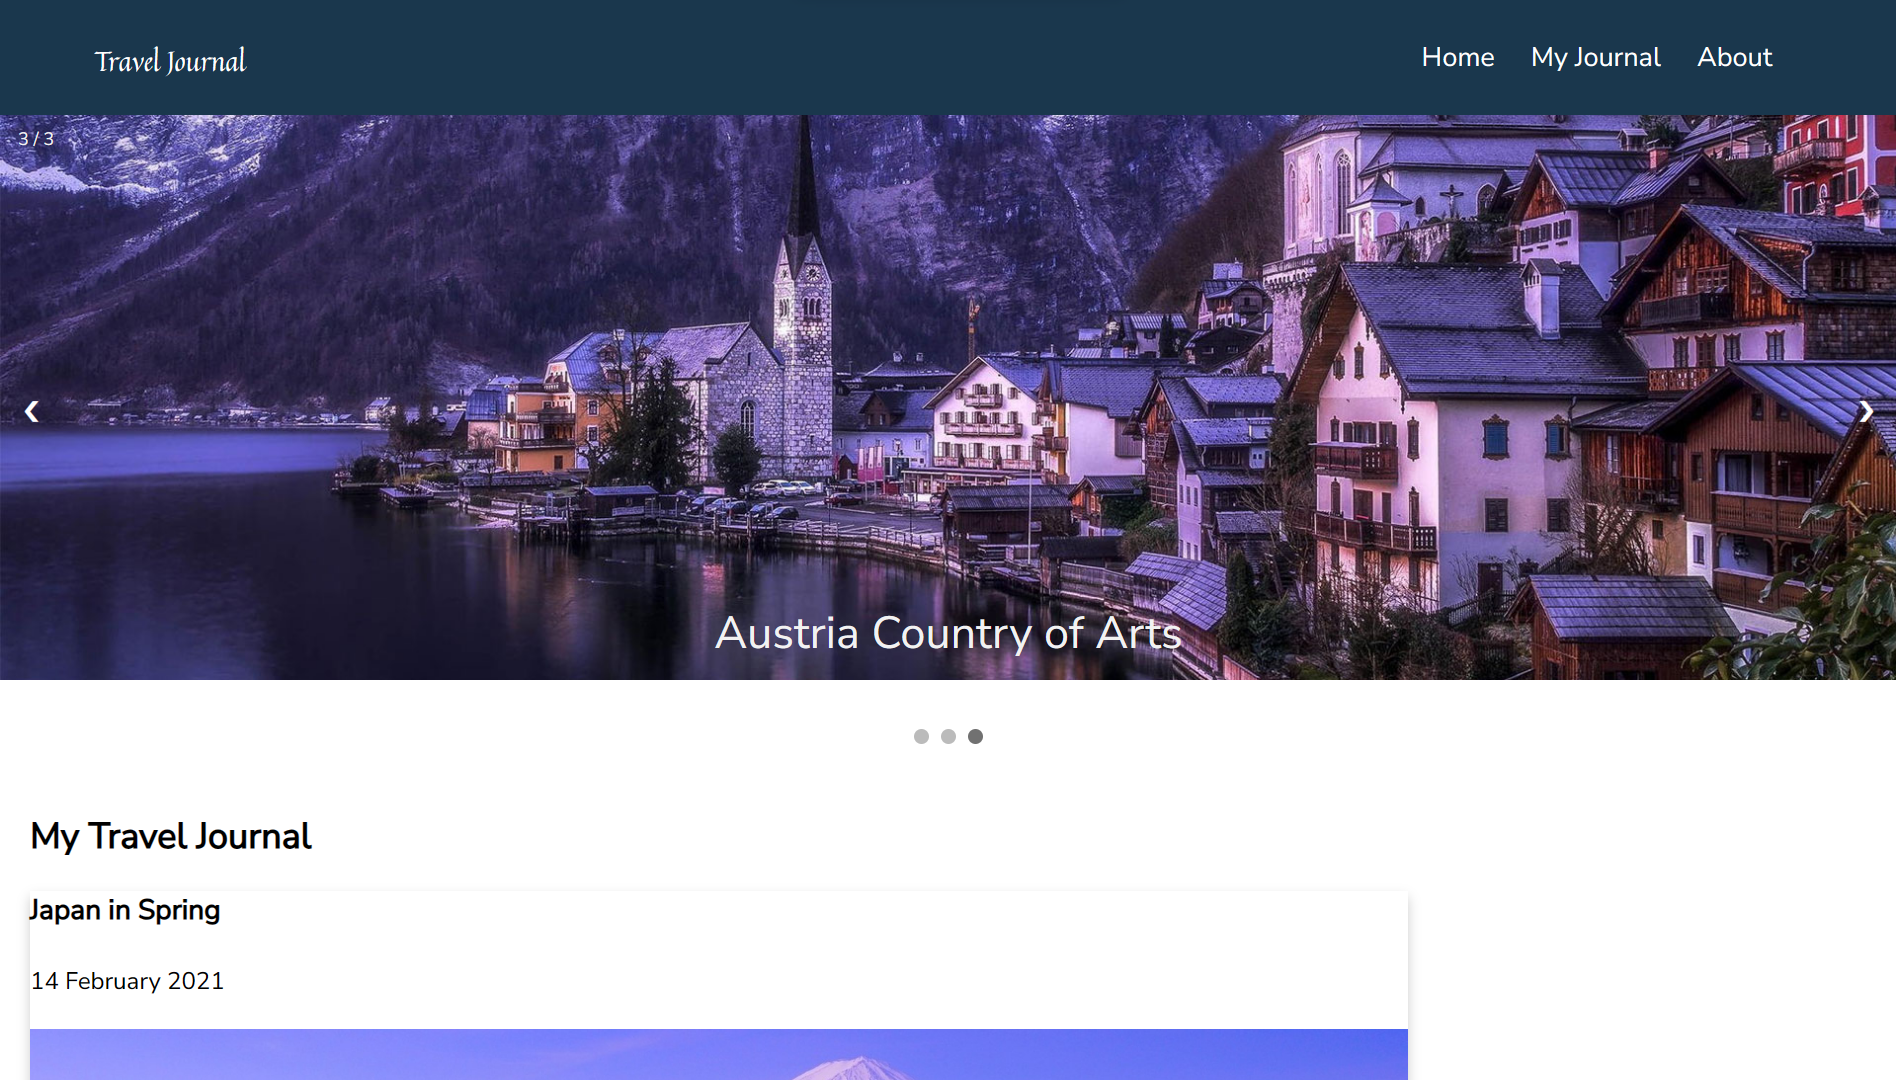 Travel Journal
Home My Journal About
3 / 3
❮ ❯
Austria Country of Arts
My Travel Journal
Japan in Spring
14 February 2021